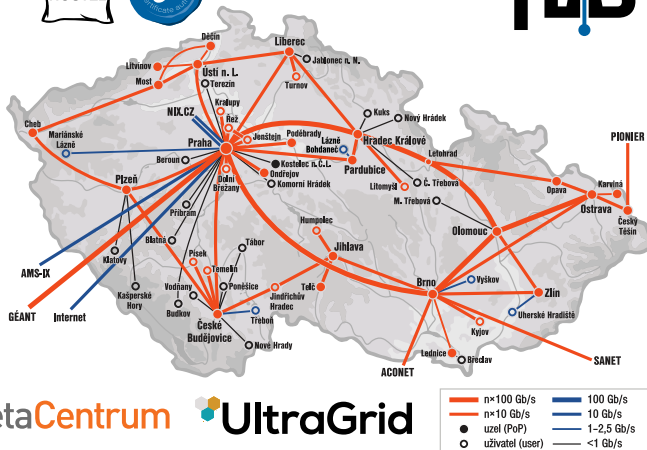 Děčín
Liberec
Litvínov
Jablonec n. N.
Most
Ústí n. L.
Terezín
Turnov
Kralupy
NIX.CZ
Řež
Kuks
Nový Hrádek
Cheb
Mariánské
Lázně
Praha
Jenštejn
Poděbrady
Lázně
Bohdaneč
Hradec Králové
PIONIER
Beroun
Kostelec n.Č.L.
Letohrad
Pardubice
Plzeň
Dolní
Břežany
Ondřejov
Komorní Hrádek
Litomyšl
Č. Třebová
M. Třebová
Opava
Karviná
Ostrava
Český
Těšín
Příbram
Humpolec
Olomouc
Blatná
Tábor
Klatovy
Písek
Jihlava
AMS-IX
Temelín
Kašperské
Hory
Vodňany
Poněšice
Telč
Brno
Vyškov
Zlín
GÉANT
Internet
Budkov
Jindřichův
Hradec
České
Budějovice
Třeboň
Uherské Hradiště
Kyjov
Nové Hrady
Lednice
Břeclav
ACONET
SANET
etaCentrum
UltraGrid
n×100 Gb/s
100 Gb/s
n×10 Gb/s
10 Gb/s
uzel (PoP)
1–2,5 Gb/s
uživatel (user)
<1 Gb/s